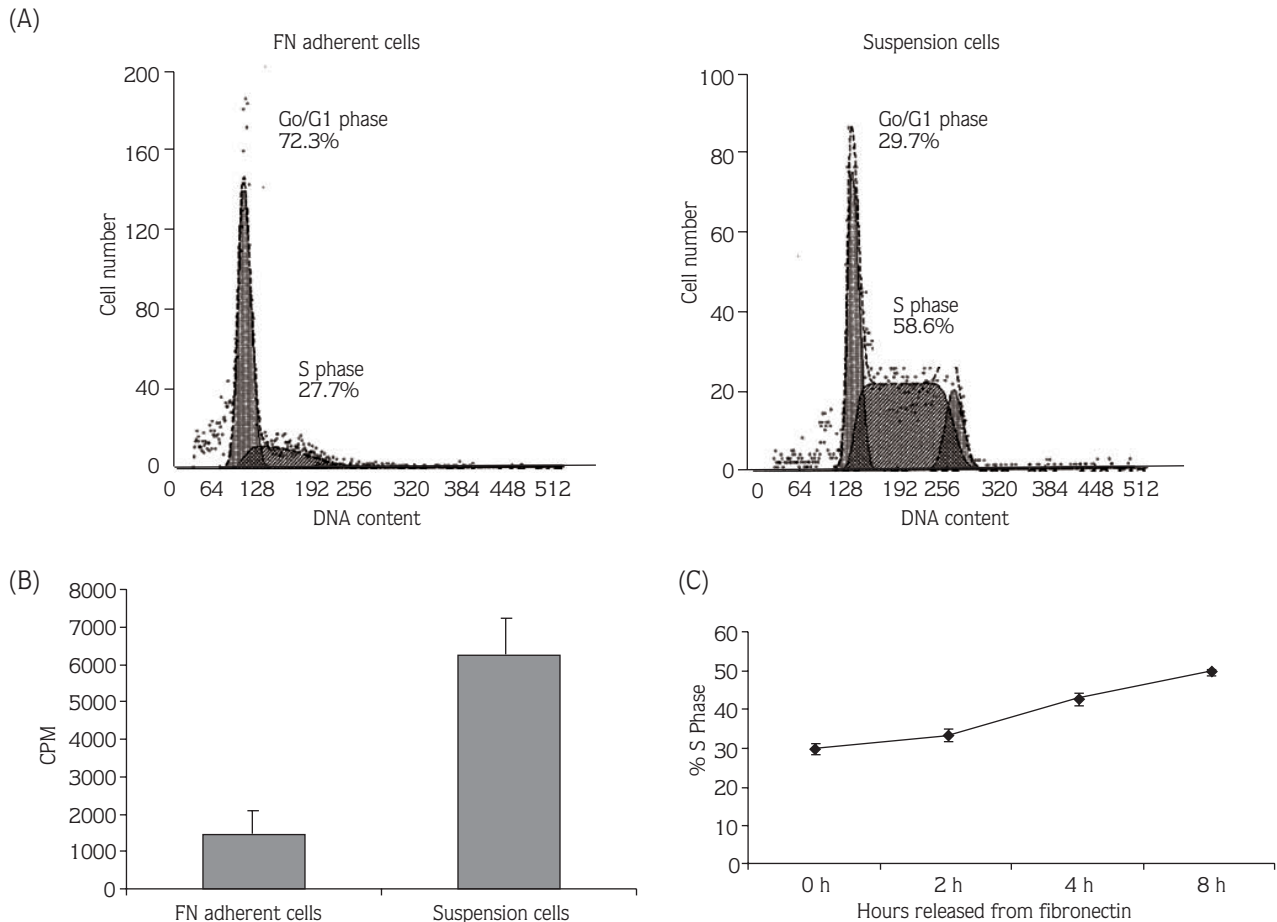 (A)
FN adherent cells
Suspension cells
200
160
120
80
40
0
Cell number
Go/G1 phase
72.3%
S phase
27.7%
0 64 128 192 256 320 384 448 512
DNA content
100
80
60
40
20
0
Cell number
Go/G1 phase
29.7%
S phase
58.6%
0 64 128 192 256 320 384 448 512
DNA content
(B)
8000
7000
6000
5000
4000
3000
2000
1000
0
CPM
FN adherent cells Suspension cells
(C)
60
50
40
30
20
10
0
% S Phase
0 h 2 h 4 h 8 h
Hours released from fibronectin